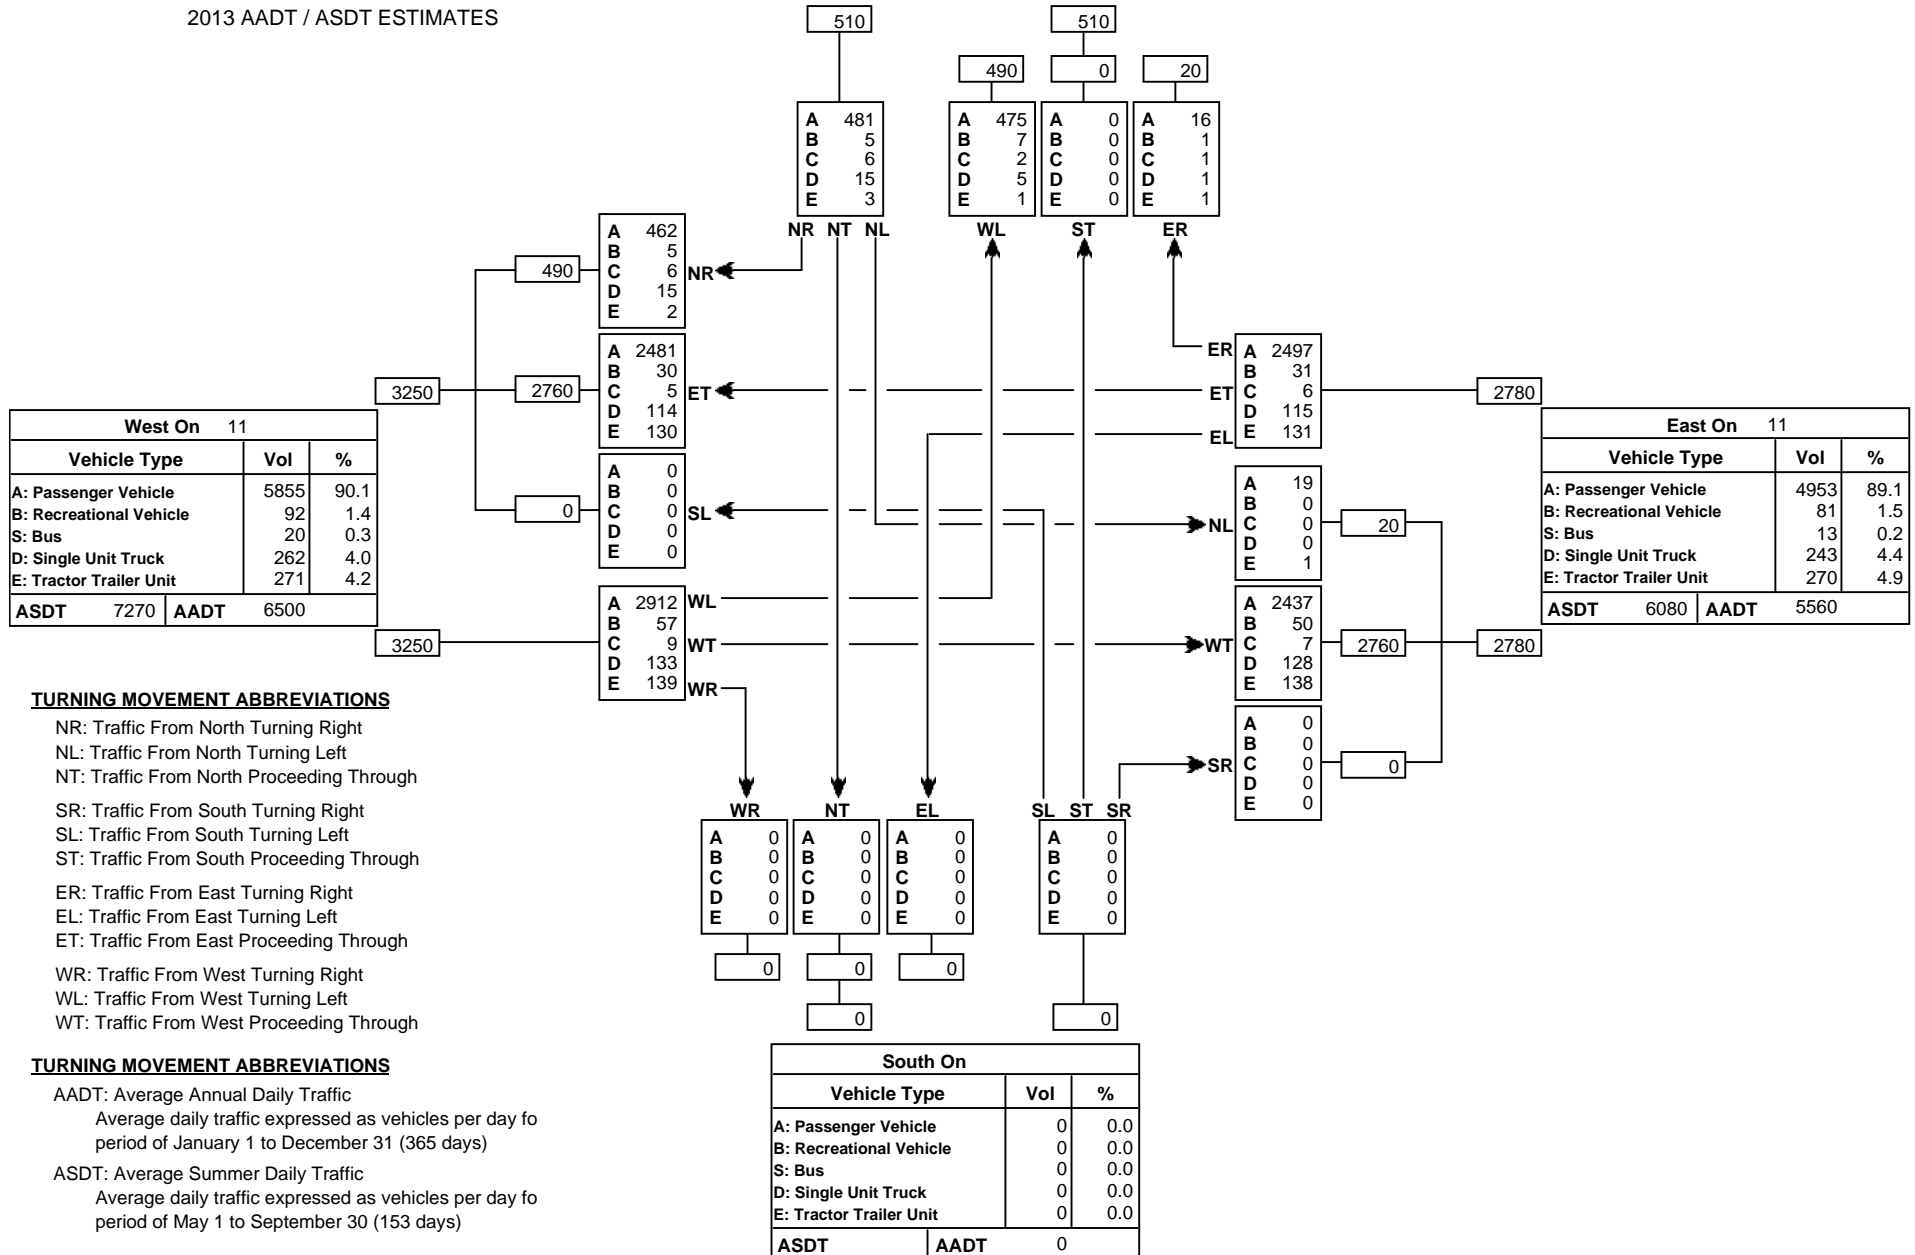 2013 AADT / ASDT ESTIMATES
510
510
490
0
20
A 481
B 5
C 6
D 15
E 3
A 475
B 7
C 2
D 5
E 1
A 0
B 0
C 0
D 0
E 0
A 16
B 1
C 1
D 1
E 1
NR NT NL
WL
ST
ER
490
A 462
B 5
C 6
D 15
E 2
NR
3250
2760
A 2481
B 30
C 5
D 114
E 130
ET
0
A 0
B 0
C 0
D 0
E 0
SL
3250
A 2912
B 57
C 9
D 133
E 139
WL
WT
WR
West On 11
Vehicle Type Vol %
A: Passenger Vehicle 5855 90.1
B: Recreational Vehicle 92 1.4
S: Bus 20 0.3
D: Single Unit Truck 262 4.0
E: Tractor Trailer Unit 271 4.2
ASDT 7270 AADT 6500
ER
ET
EL
A 2497
B 31
C 6
D 115
E 131
2780
NL
A 19
B 0
C 0
D 0
E 1
20
WT
A 2437
B 50
C 7
D 128
E 138
2760
2780
SR
A 0
B 0
C 0
D 0
E 0
0
East On 11
Vehicle Type Vol %
A: Passenger Vehicle 4953 89.1
B: Recreational Vehicle 81 1.5
S: Bus 13 0.2
D: Single Unit Truck 243 4.4
E: Tractor Trailer Unit 270 4.9
ASDT 6080 AADT 5560
TURNING MOVEMENT ABBREVIATIONS
NR: Traffic From North Turning Right
NL: Traffic From North Turning Left
NT: Traffic From North Proceeding Through
SR: Traffic From South Turning Right
SL: Traffic From South Turning Left
ST: Traffic From South Proceeding Through
ER: Traffic From East Turning Right
EL: Traffic From East Turning Left
ET: Traffic From East Proceeding Through
WR: Traffic From West Turning Right
WL: Traffic From West Turning Left
WT: Traffic From West Proceeding Through
TURNING MOVEMENT ABBREVIATIONS
AADT: Average Annual Daily Traffic
Average daily traffic expressed as vehicles per day fo
period of January 1 to December 31 (365 days)
ASDT: Average Summer Daily Traffic
Average daily traffic expressed as vehicles per day fo
period of May 1 to September 30 (153 days)
WR
NT
EL
SL ST SR
A 0
B 0
C 0
D 0
E 0
A 0
B 0
C 0
D 0
E 0
A 0
B 0
C 0
D 0
E 0
A 0
B 0
C 0
D 0
E 0
0
0
0
0
0
South On
Vehicle Type Vol %
A: Passenger Vehicle 0 0.0
B: Recreational Vehicle 0 0.0
S: Bus 0 0.0
D: Single Unit Truck 0 0.0
E: Tractor Trailer Unit 0 0.0
ASDT AADT 0